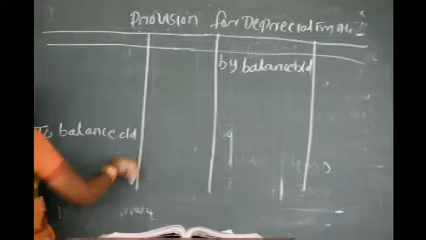 Provision for Depreciation A/c
by balance b/d
To balance c/d